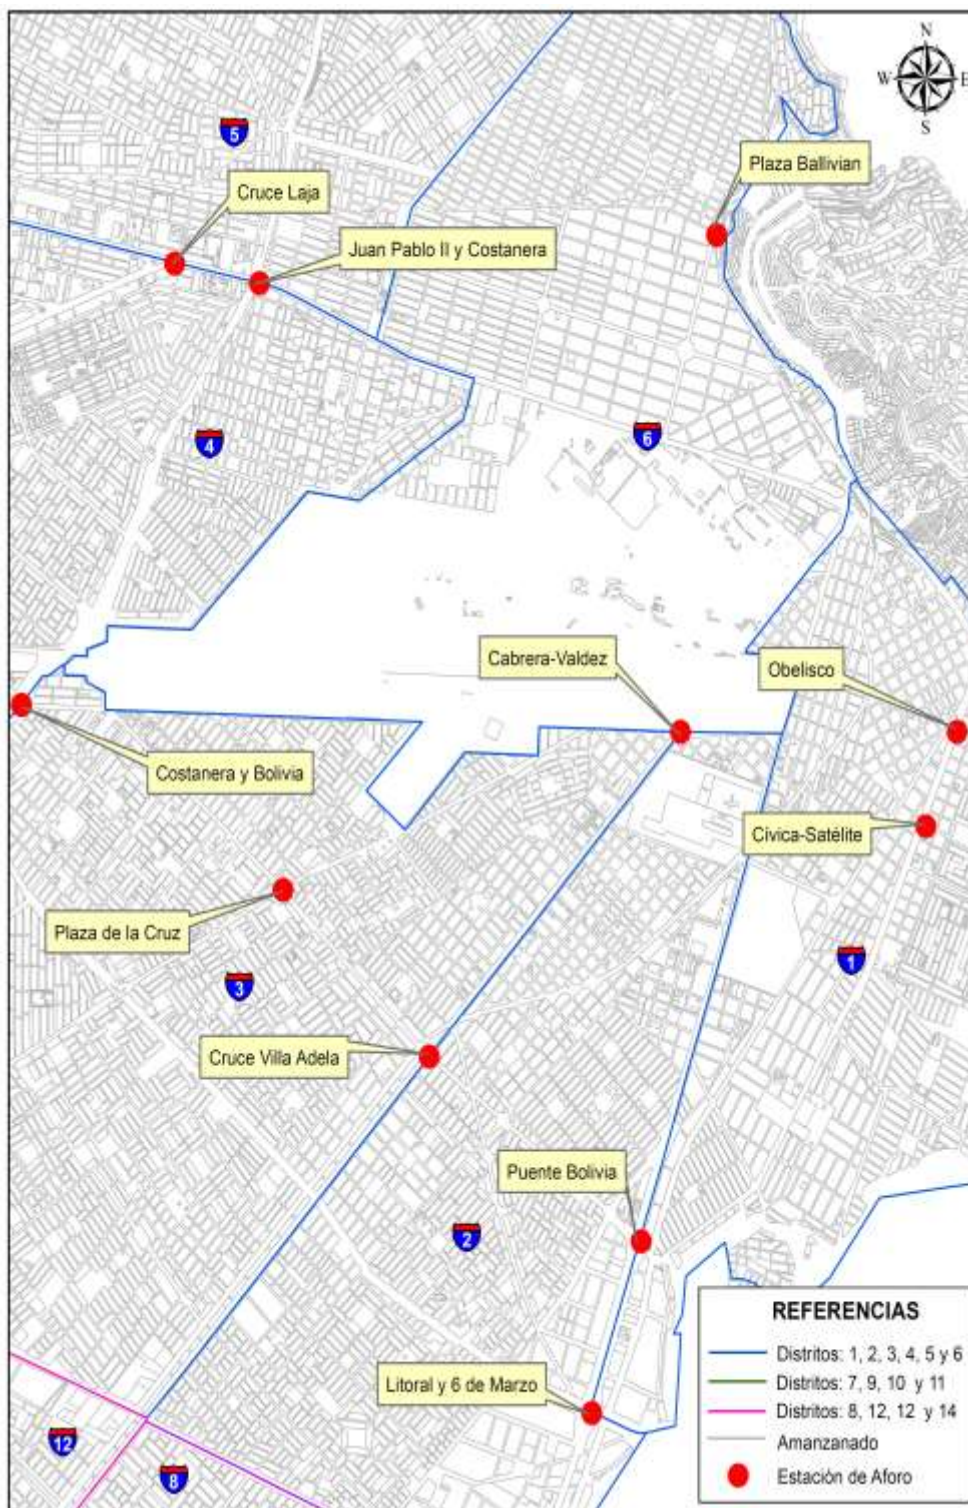 N
W
E
S
5
Plaza Ballivian
Cruce Laja
Juan Pablo II y Costanera
4
6
Cabrera-Valdez
Obelisco
Costanera y Bolivia
Cívica-Satélite
Plaza de la Cruz
1
3
Cruce Villa Adela
Puente Bolivia
2
Litoral y 6 de Marzo
12
8
REFERENCIAS
Distritos: 1, 2, 3, 4, 5 y 6
Distritos: 7, 9, 10 y 11
Distritos: 8, 12, 12 y 14
Amanzanado
Estación de Aforo